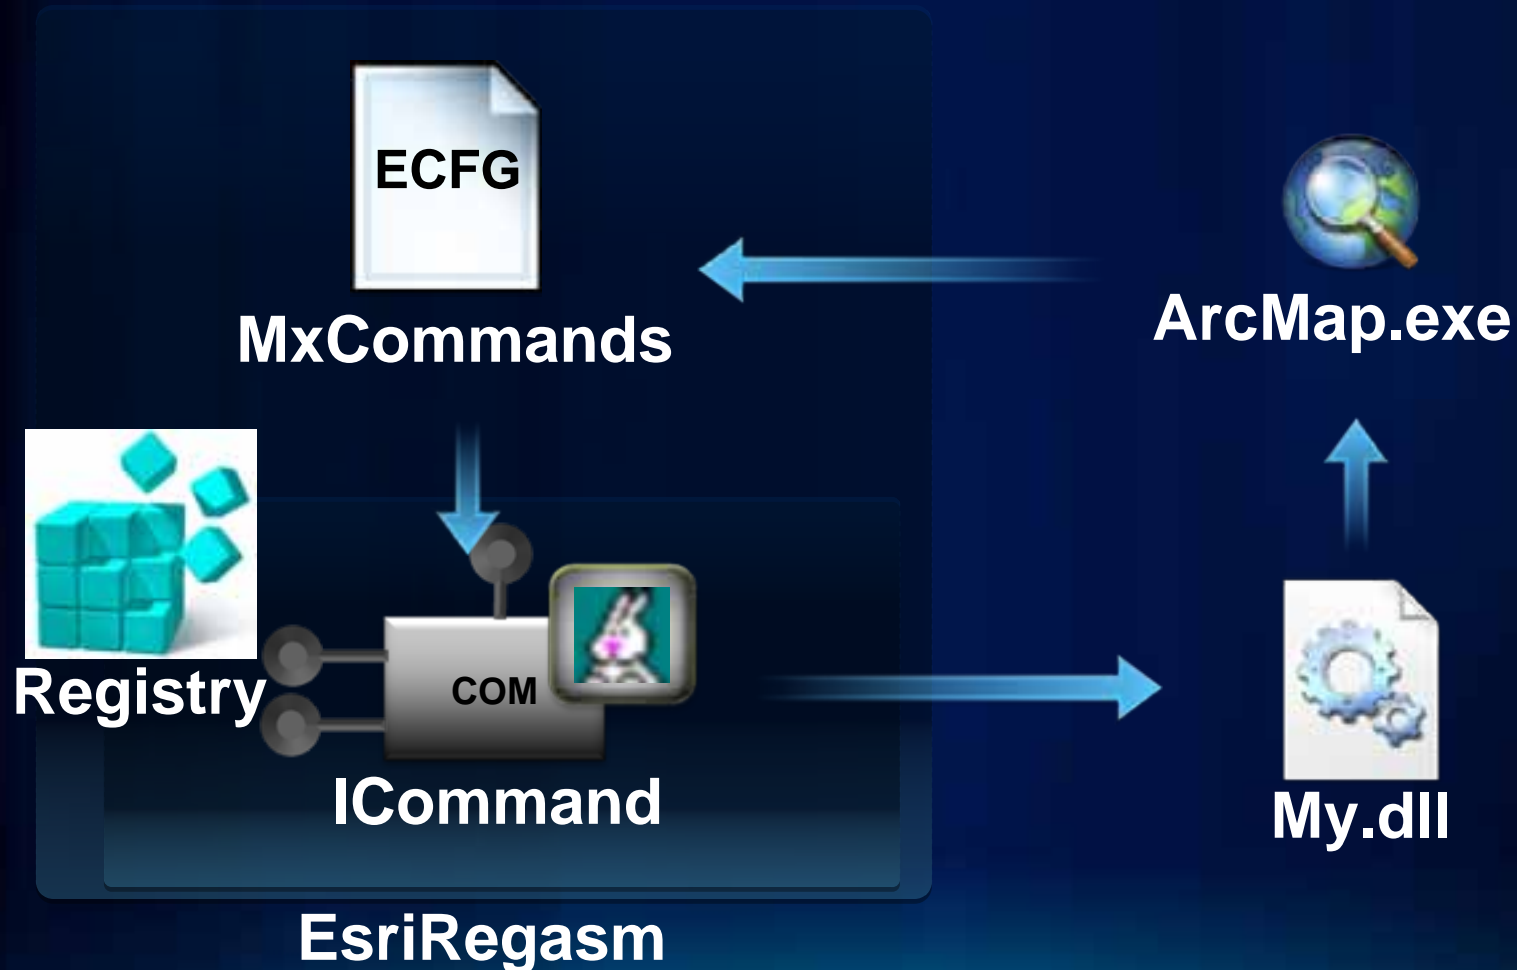 ECFG
MxCommands
ArcMap.exe
Registry
COM
ICommand
My.dll
EsriRegasm